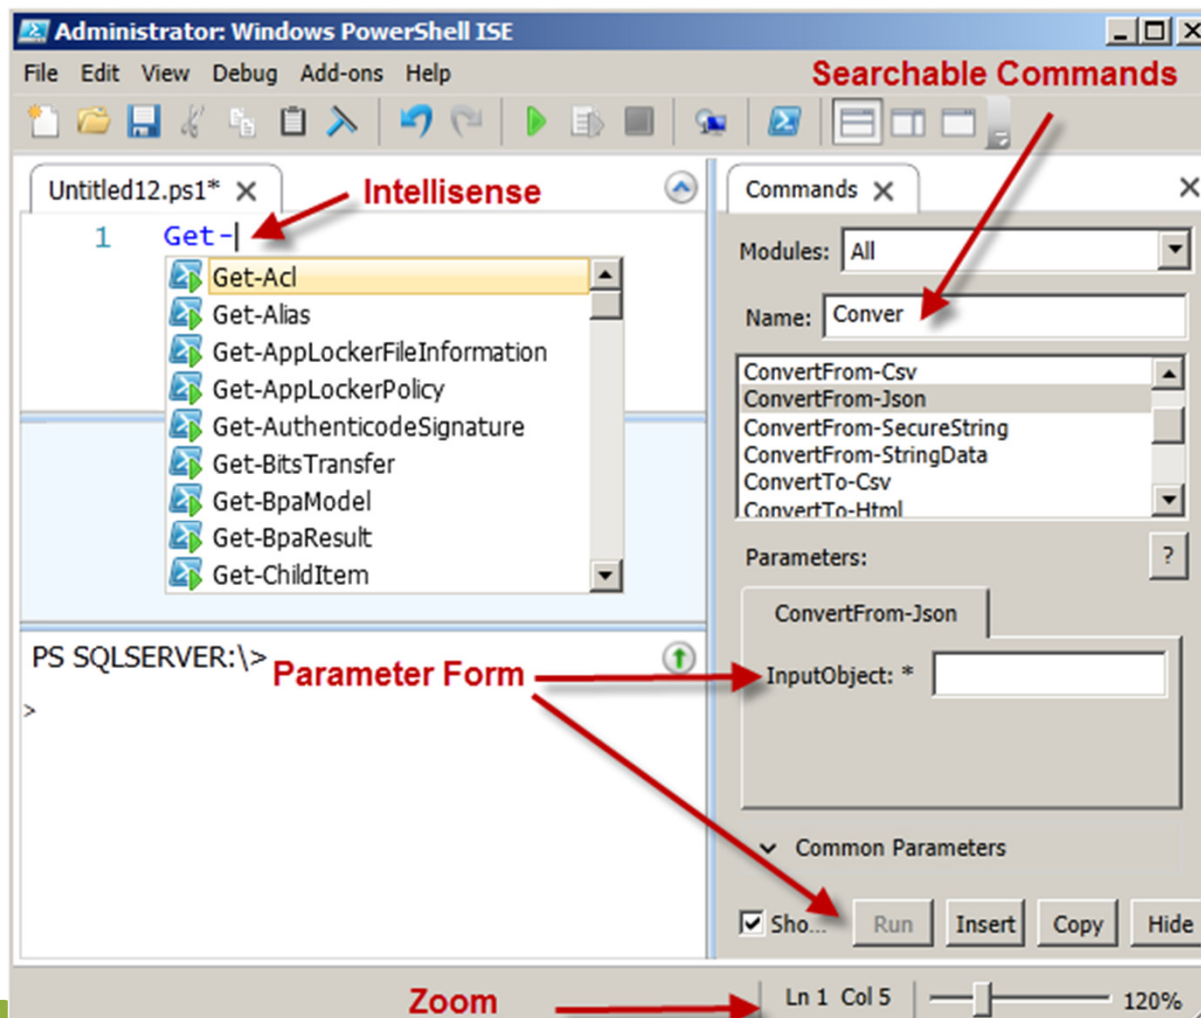 Administrator: Windows PowerShell ISE
File Edit View Debug Add-ons Help
Searchable Commands
Untitled12.ps1*
Intellisense
1 Get-
Get-Acl
Get-Alias
Get-AppLockerFileInformation
Get-AppLockerPolicy
Get-AuthenticodeSignature
Get-BitsTransfer
Get-BpaModel
Get-BpaResult
Get-ChildItem
PS SQLSERVER:\>
>
Parameter Form
Commands
Modules: All
Name: Conver
ConvertFrom-Csv
ConvertFrom-Json
ConvertFrom-SecureString
ConvertFrom-StringData
ConvertTo-Csv
ConvertTo-Html
Parameters: ?
ConvertFrom-Json
InputObject: *
Common Parameters
Sho... Run Insert Copy Hide
Zoom
Ln 1 Col 5 120%